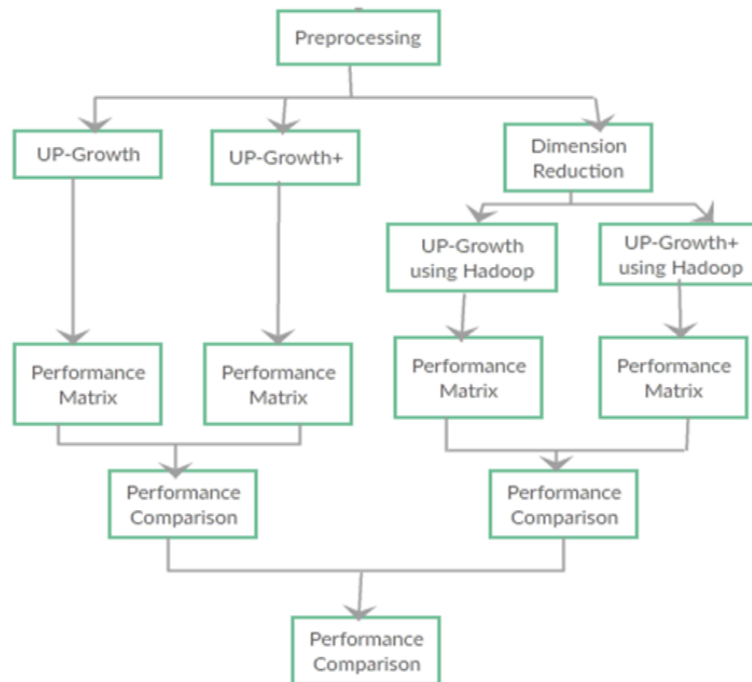 Preprocessing
UP-Growth
UP-Growth+
Dimension
Reduction
UP-Growth
using Hadoop
UP-Growth+
using Hadoop
Performance
Matrix
Performance
Matrix
Performance
Matrix
Performance
Matrix
Performance
Comparison
Performance
Comparison
Performance
Comparison